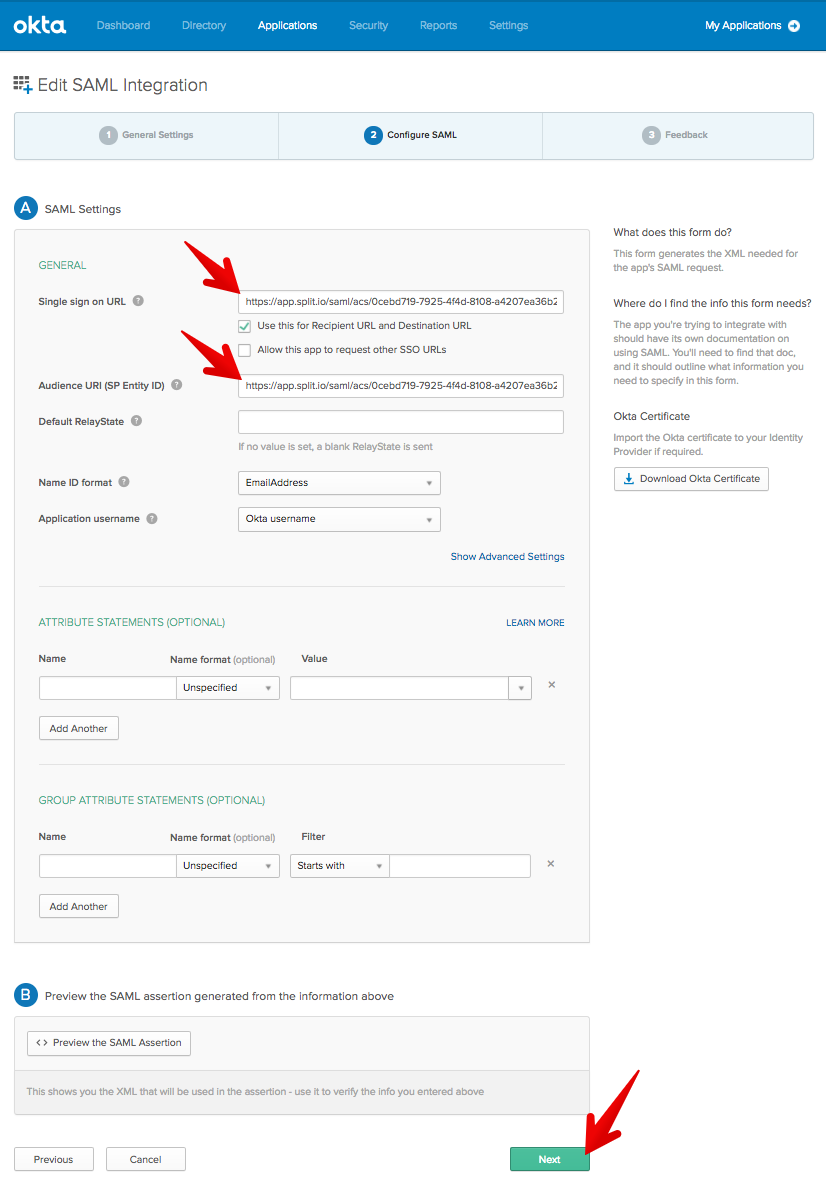 okta Dashboard Directory Applications Security Reports Settings My Applications
Edit SAML Integration
1 General Settings 2 Configure SAML 3 Feedback
A SAML Settings
GENERAL
Single sign on URL ? https://app.split.io/saml/acs/0cebd719-7925-4f4d-8108-a4207ea36b2
Use this for Recipient URL and Destination URL
Allow this app to request other SSO URLs
Audience URI (SP Entity ID) ? https://app.split.io/saml/acs/0cebd719-7925-4f4d-8108-a4207ea36b2
Default RelayState ?
If no value is set, a blank RelayState is sent
Name ID format ? EmailAddress
Application username ? Okta username
Show Advanced Settings
ATTRIBUTE STATEMENTS (OPTIONAL) LEARN MORE
Name Name format (optional) Value
Unspecified
Add Another
GROUP ATTRIBUTE STATEMENTS (OPTIONAL)
Name Name format (optional) Filter
Unspecified Starts with
Add Another
What does this form do?
This form generates the XML needed for
the app's SAML request.
Where do I find the info this form needs?
The app you're trying to integrate with
should have its own documentation on
using SAML. You'll need to find that doc,
and it should outline what information you
need to specify in this form.
Okta Certificate
Import the Okta certificate to your Identity
Provider if required.
Download Okta Certificate
B Preview the SAML assertion generated from the information above
<> Preview the SAML Assertion
This shows you the XML that will be used in the assertion - use it to verify the info you entered above
Previous Cancel Next